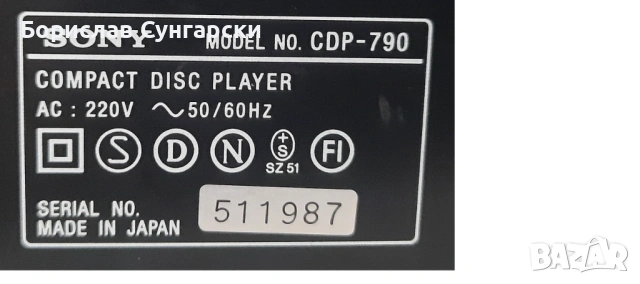 Борислав Сунгарски
SONY MODEL NO. CDP-790
COMPACT DISC PLAYER
AC : 220V ～50/60HZ
S D N +S FI
SZ 51
SERIAL NO. 511987
MADE IN JAPAN
BAZAR